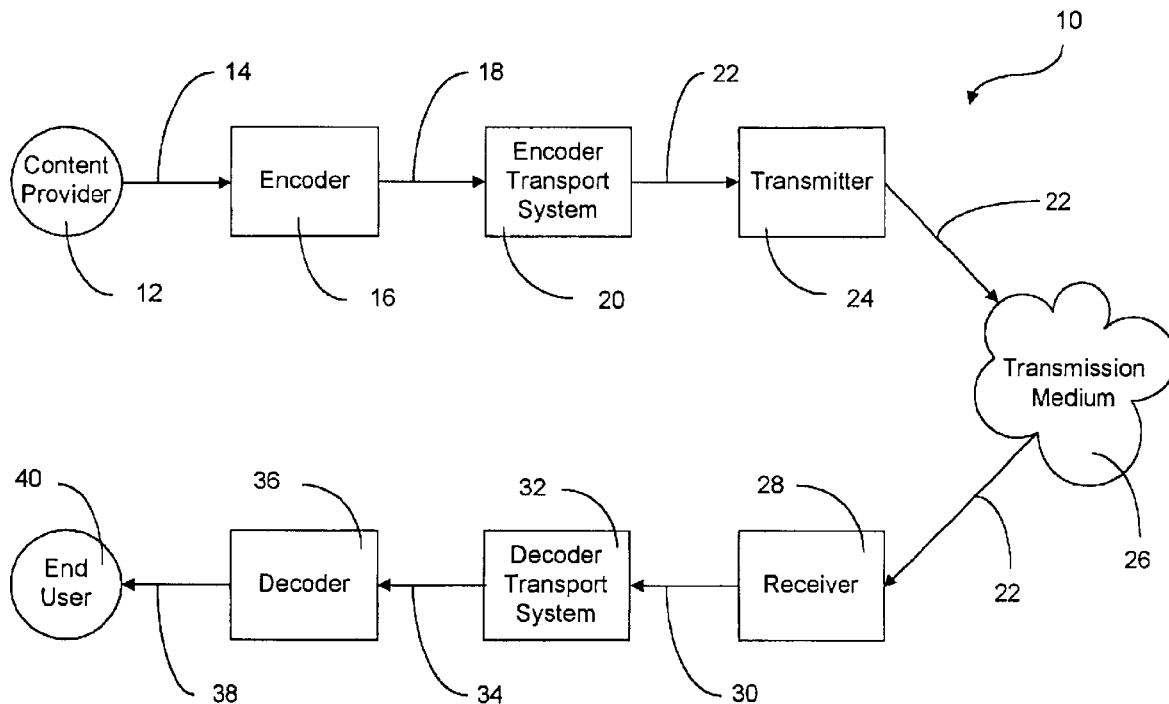 10
14
18
22
Content
Provider
Encoder
Encoder
Transport
System
Transmitter
22
12
16
20
24
Transmission
Medium
40
36
32
28
26
End
User
Decoder
Decoder
Transport
System
Receiver
22
38
34
30